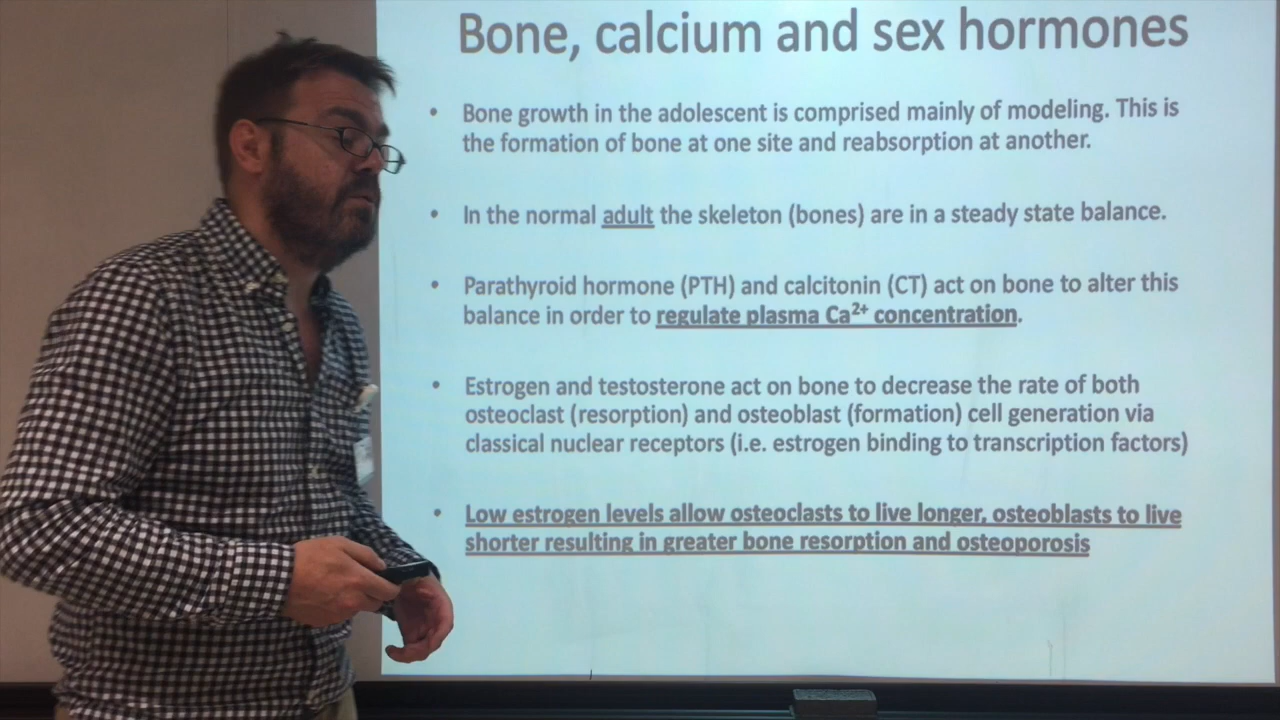 Bone, calcium and sex hormones
• Bone growth in the adolescent is comprised mainly of modeling. This is
the formation of bone at one site and reabsorption at another.
• In the normal adult the skeleton (bones) are in a steady state balance.
• Parathyroid hormone (PTH) and calcitonin (CT) act on bone to alter this
balance in order to regulate plasma Ca²⁺ concentration.
• Estrogen and testosterone act on bone to decrease the rate of both
osteoclast (resorption) and osteoblast (formation) cell generation via
classical nuclear receptors (i.e. estrogen binding to transcription factors)
• Low estrogen levels allow osteoclasts to live longer, osteoblasts to live
shorter resulting in greater bone resorption and osteoporosis